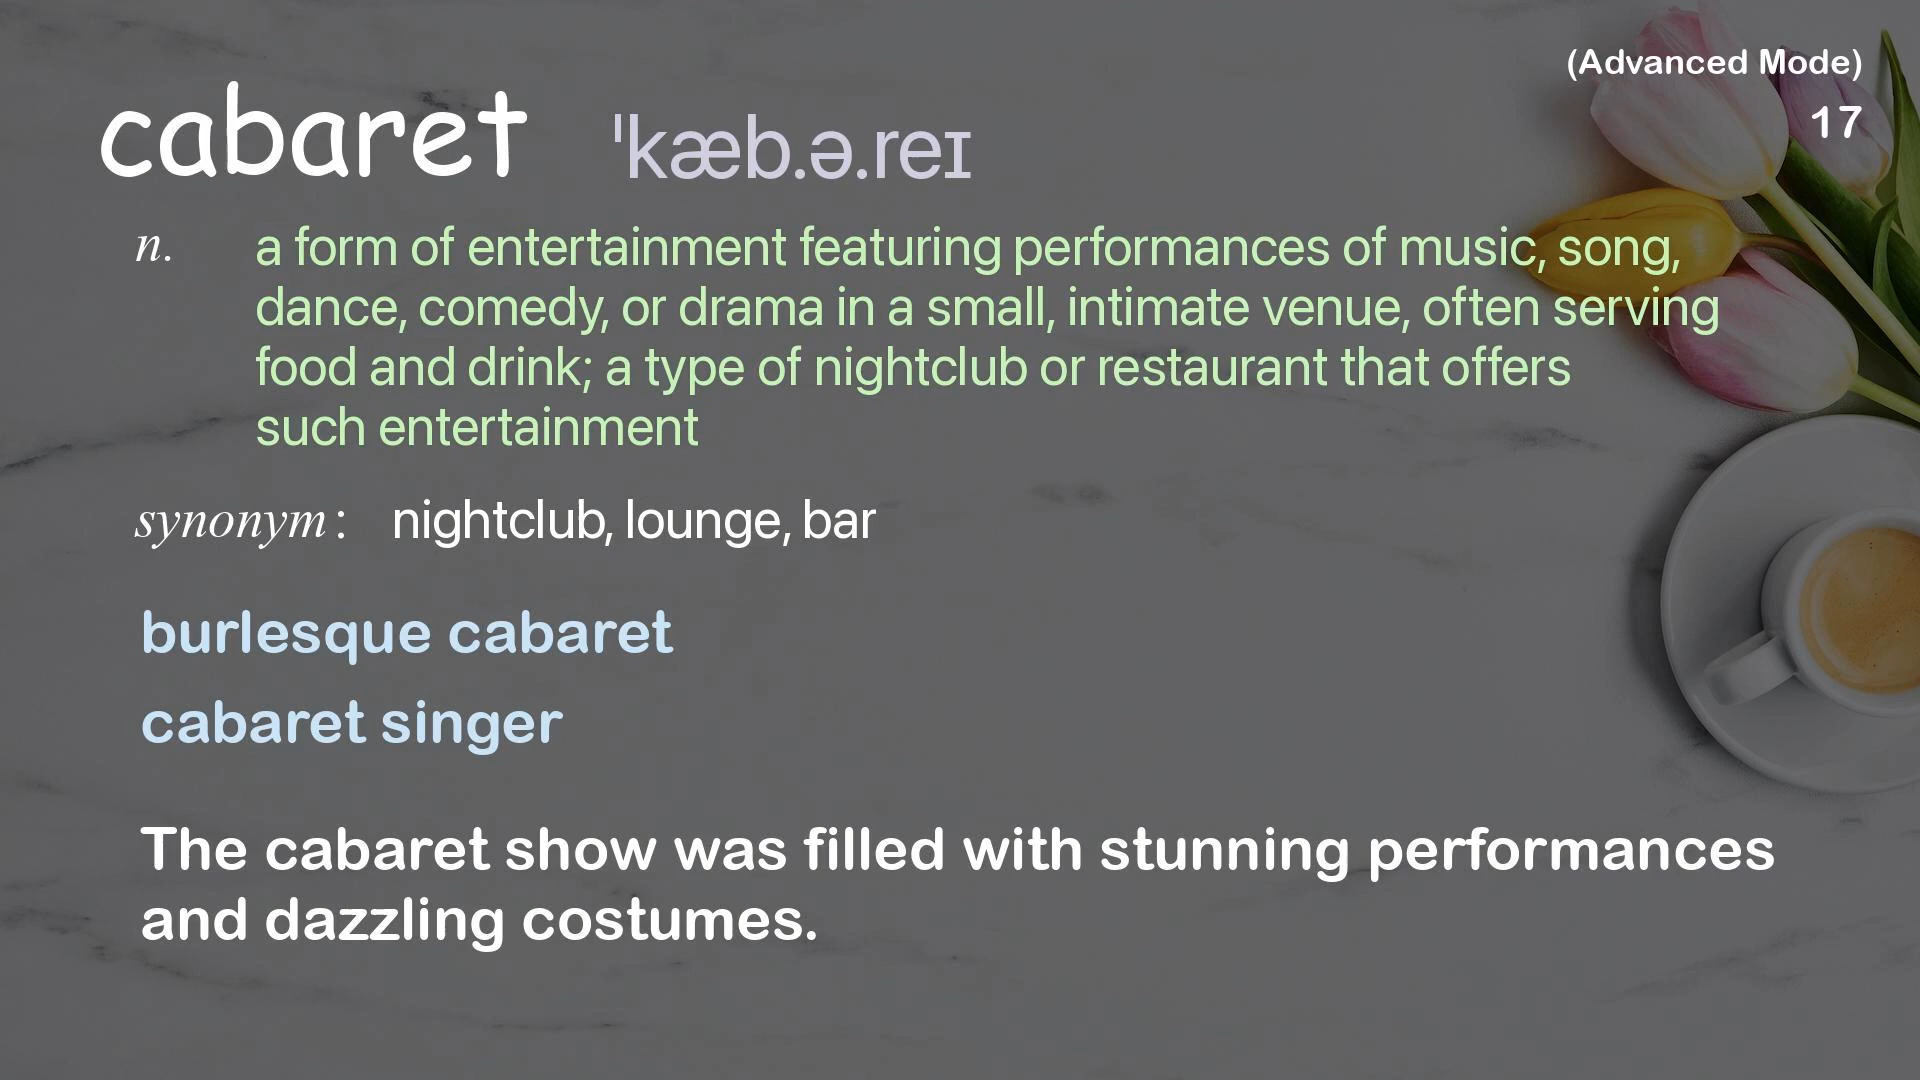 (Advanced Mode)
17
cabaret ˈkæb.ə.reɪ
n. a form of entertainment featuring performances of music, song,
dance, comedy, or drama in a small, intimate venue, often serving
food and drink; a type of nightclub or restaurant that offers
such entertainment
synonym: nightclub, lounge, bar
burlesque cabaret
cabaret singer
The cabaret show was filled with stunning performances
and dazzling costumes.